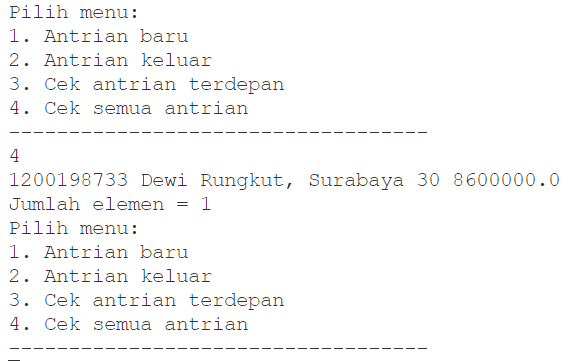 Pilih menu:
1. Antrian baru
2. Antrian keluar
3. Cek antrian terdepan
4. Cek semua antrian
-----------------------------------
4
1200198733 Dewi Rungkut, Surabaya 30 8600000.0
Jumlah elemen = 1
Pilih menu:
1. Antrian baru
2. Antrian keluar
3. Cek antrian terdepan
4. Cek semua antrian
-----------------------------------